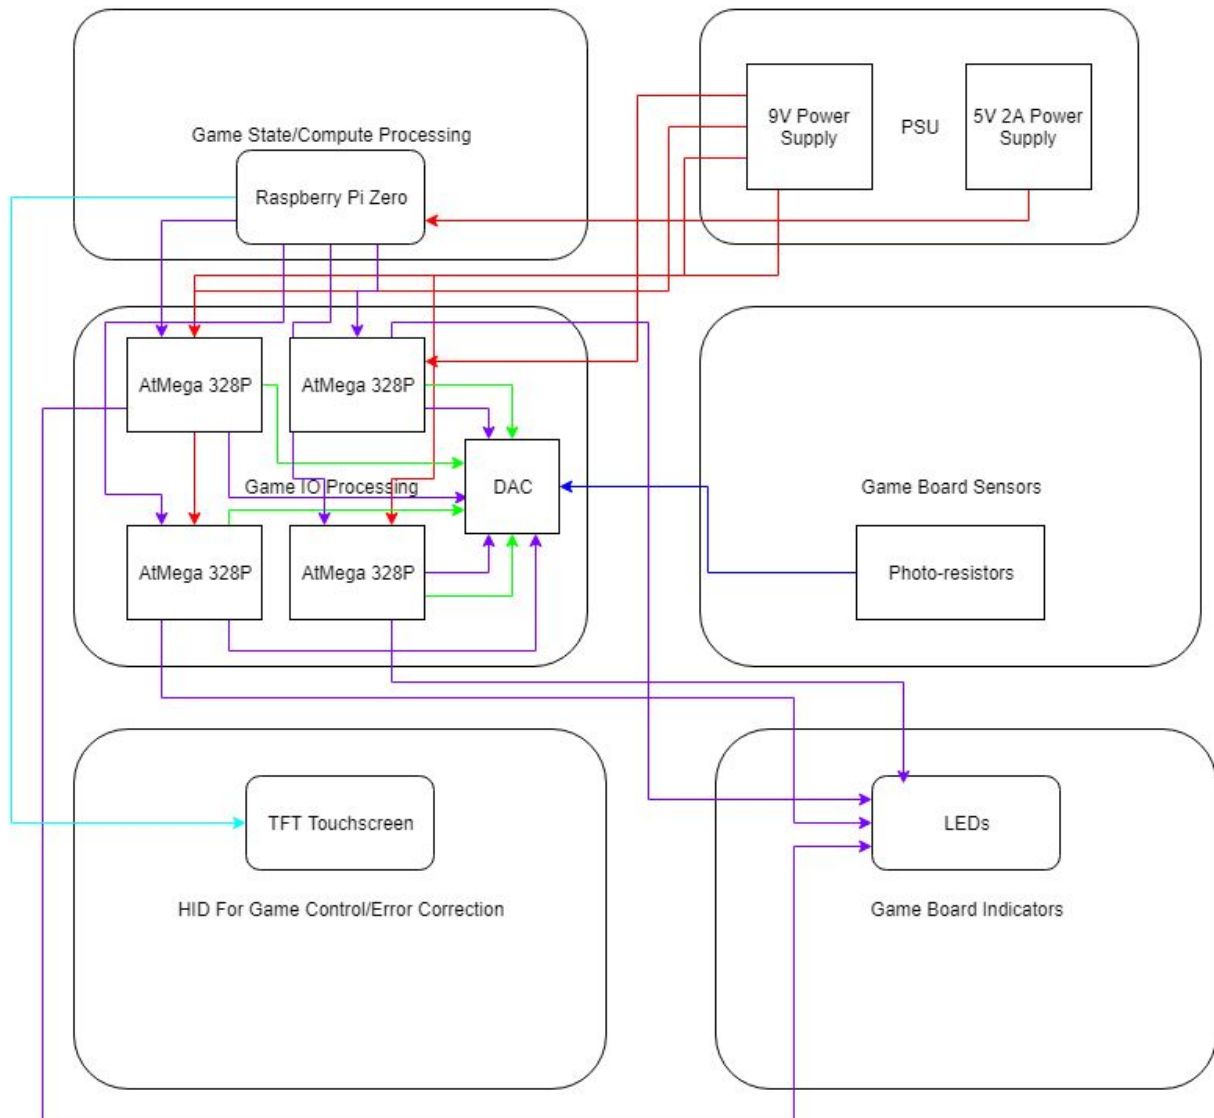 Game State/Compute Processing
Raspberry Pi Zero
9V Power
Supply
PSU
5V 2A Power
Supply
AtMega 328P
AtMega 328P
Game IO Processing
DAC
AtMega 328P
AtMega 328P
Game Board Sensors
Photo-resistors
TFT Touchscreen
HID For Game Control/Error Correction
LEDs
Game Board Indicators